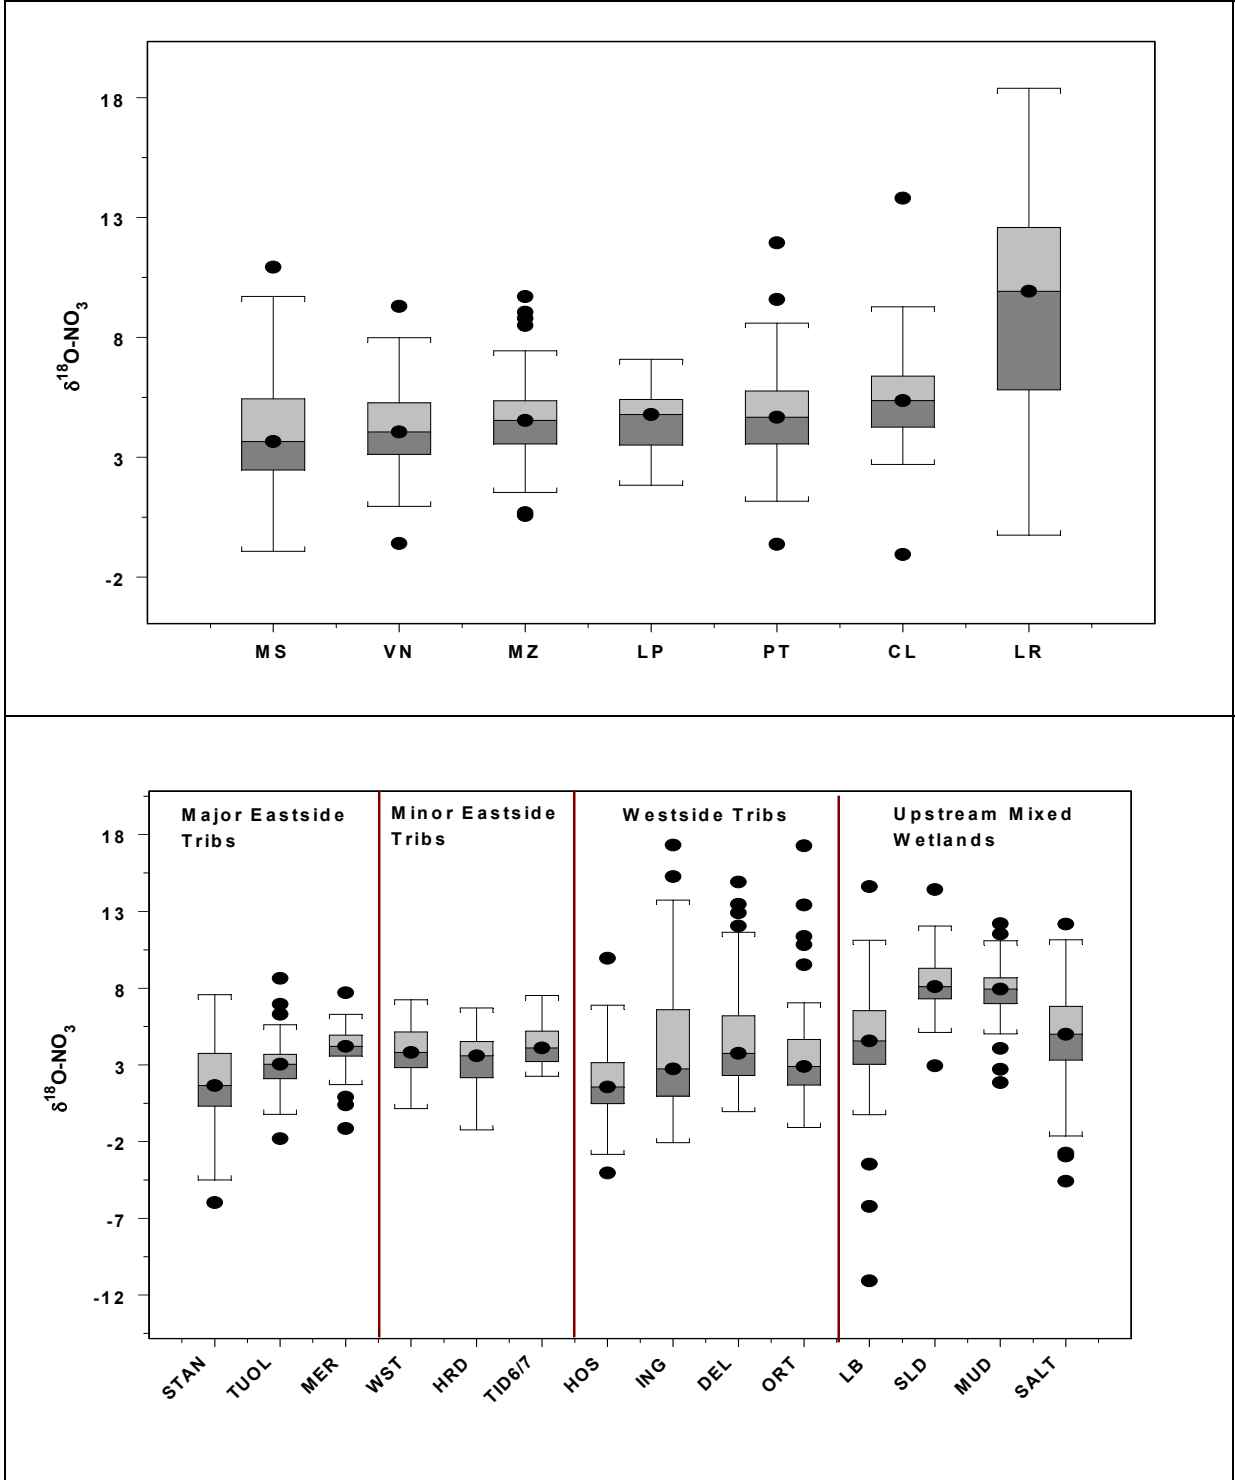 18
13
8
3
-2
δ¹⁸O-NO₃
MS VN MZ LP PT CL LR
Major Eastside
Tribs
Minor Eastside
Tribs
Westside Tribs
Upstream Mixed
Wetlands
18
13
8
3
-2
-7
-12
δ¹⁸O-NO₃
STAN TUOL MER WST HRD TID6/7 HOS ING DEL ORT LB SLD MUD SALT